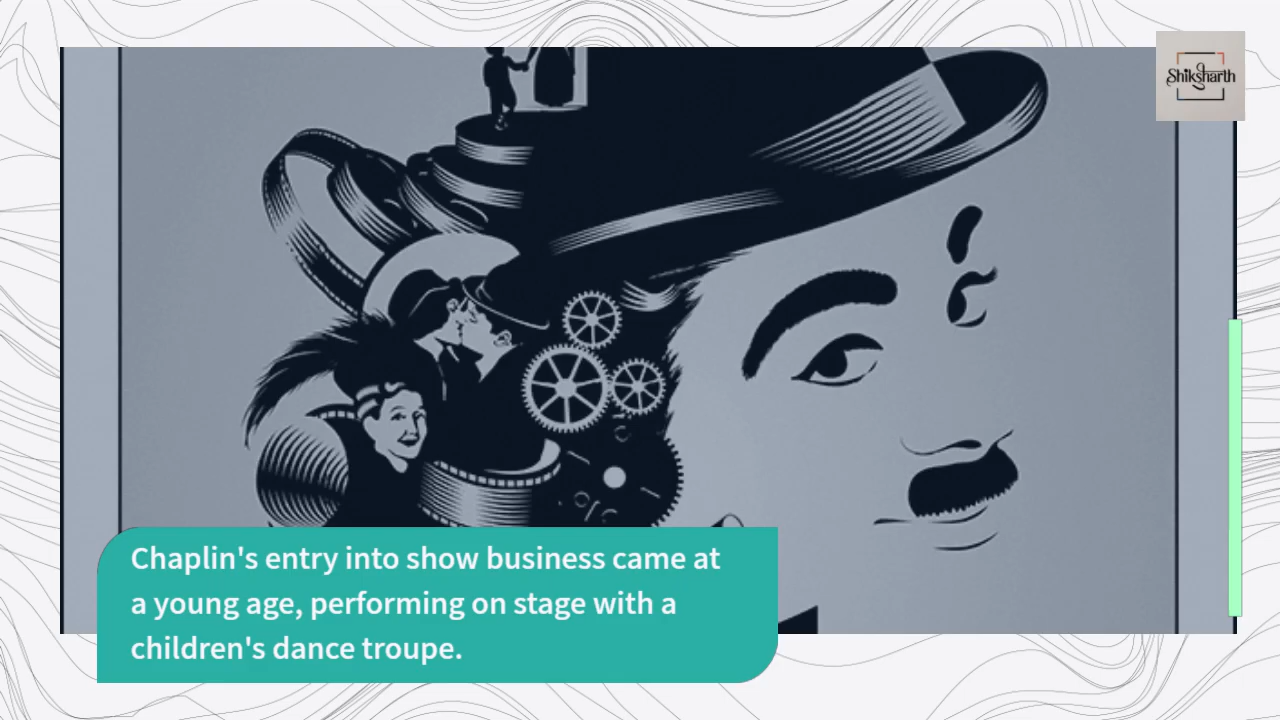 Shiksharth
Chaplin's entry into show business came at
a young age, performing on stage with a
children's dance troupe.